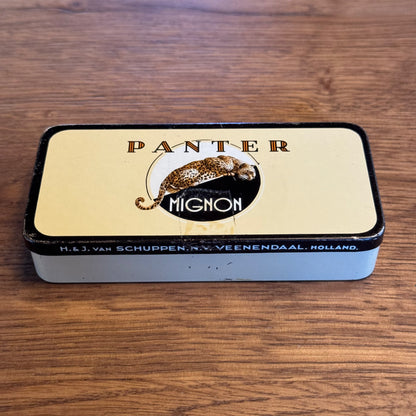 PANTER
MIGNON
H. & J. VAN SCHUPPEN. N.V. VEENENDAAL. HOLLAND.